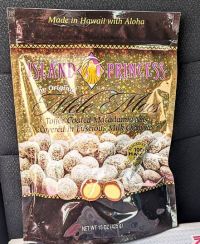 Made in Hawaii with Aloha
ISLAND PRINCESS
The Original
Mele Macs
Toffee Coated Macadamia Nuts
Covered in Luscious Milk Chocolate
NET WT 15 OZ (425 g)